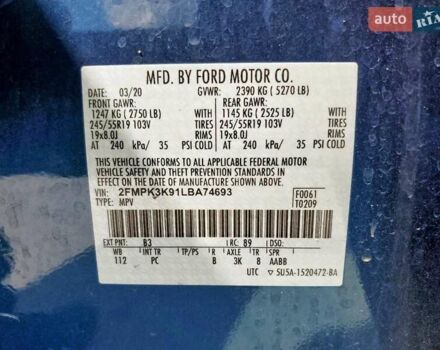 auto RIA
MFD. BY FORD MOTOR CO.
03/20 GVWR: 2390 KG ( 5270 LB)
FRONT GAWR: REAR GAWR:
1247 KG ( 2750 LB) WITH 1145 KG ( 2525 LB) WITH
245/55R19 103V TIRES 245/55R19 103V TIRES
19x8.0J RIMS 19x8.0J RIMS
AT 240 kPa/ 35 PSI COLD AT 240 kPa/ 35 PSI COLD
THIS VEHICLE CONFORMS TO ALL APPLICABLE FEDERAL MOTOR
VEHICLE SAFETY AND THEFT PREVENTION STANDARDS IN
EFFECT ON THE DATE OF MANUFACTURE SHOWN ABOVE.
VIN: 2FMPK3K91LBA74693 F0061
TYPE: MPV T0209
EXT PNT: B3 RC: 89 DSO:
WB INT TR TP/PS R AXLE TR SPR
112 PC B 3K 8 AABB
UTC ▽ 5U5A-1520472-BA